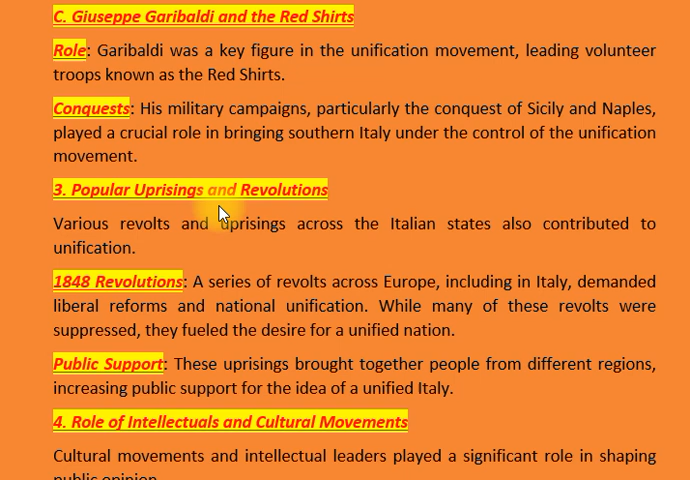 C. Giuseppe Garibaldi and the Red Shirts
Role: Garibaldi was a key figure in the unification movement, leading volunteer
troops known as the Red Shirts.
Conquests: His military campaigns, particularly the conquest of Sicily and Naples,
played a crucial role in bringing southern Italy under the control of the unification
movement.
3. Popular Uprisings and Revolutions
Various revolts and uprisings across the Italian states also contributed to
unification.
1848 Revolutions: A series of revolts across Europe, including in Italy, demanded
liberal reforms and national unification. While many of these revolts were
suppressed, they fueled the desire for a unified nation.
Public Support: These uprisings brought together people from different regions,
increasing public support for the idea of a unified Italy.
4. Role of Intellectuals and Cultural Movements
Cultural movements and intellectual leaders played a significant role in shaping
public opinion.